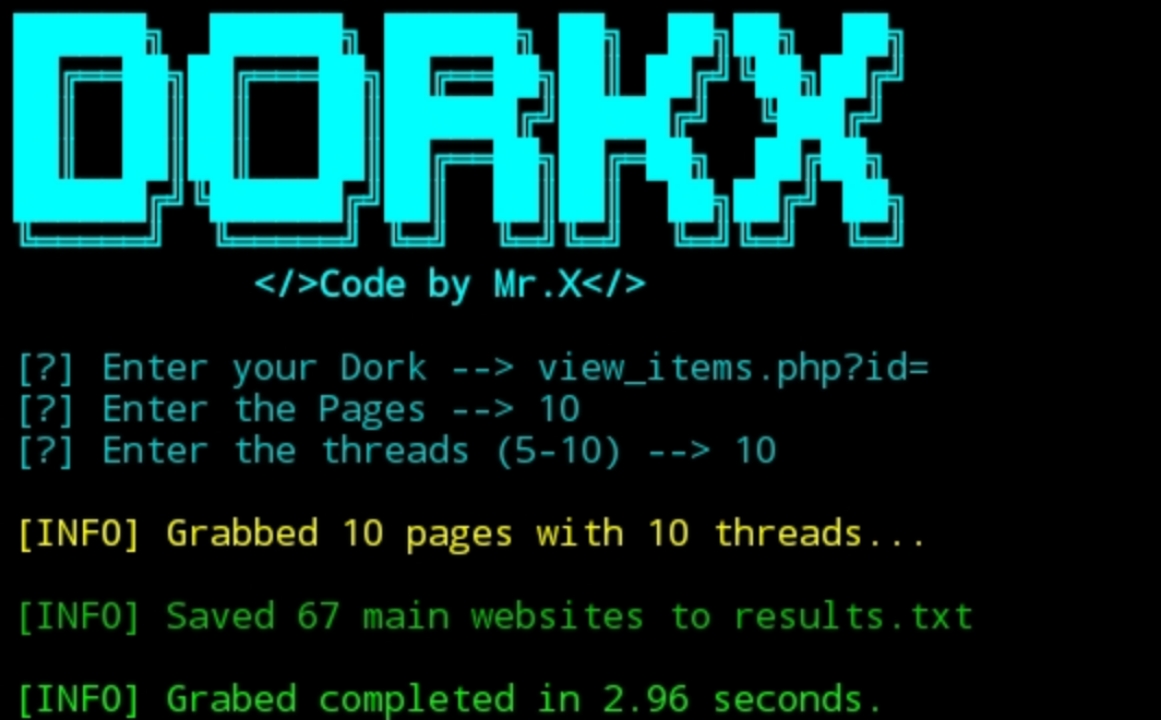 DORKX
</>Code by Mr.X</>
[?] Enter your Dork --> view_items.php?id=
[?] Enter the Pages --> 10
[?] Enter the threads (5-10) --> 10
[INFO] Grabbed 10 pages with 10 threads...
[INFO] Saved 67 main websites to results.txt
[INFO] Grabed completed in 2.96 seconds.